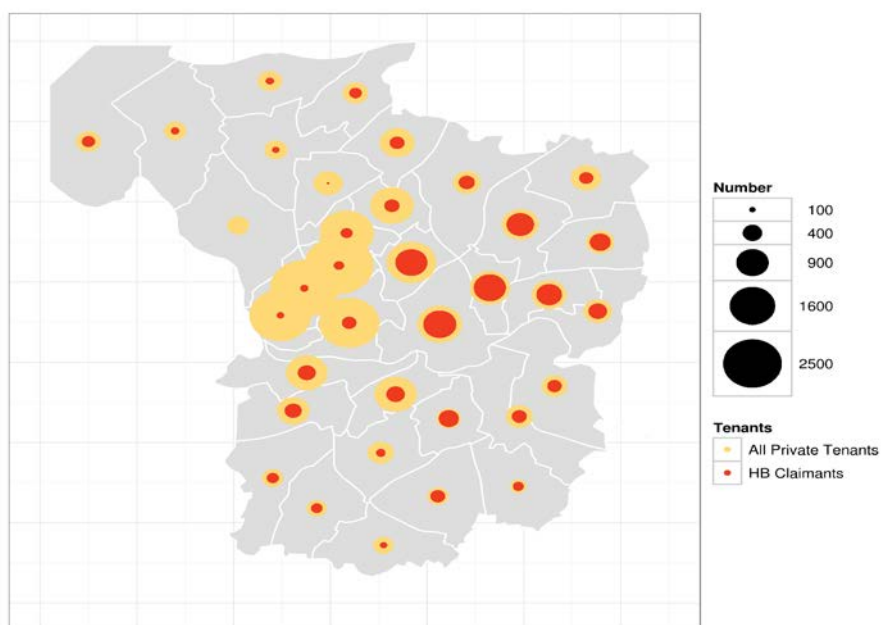 Number
100
400
900
1600
2500
Tenants
All Private Tenants
HB Claimants